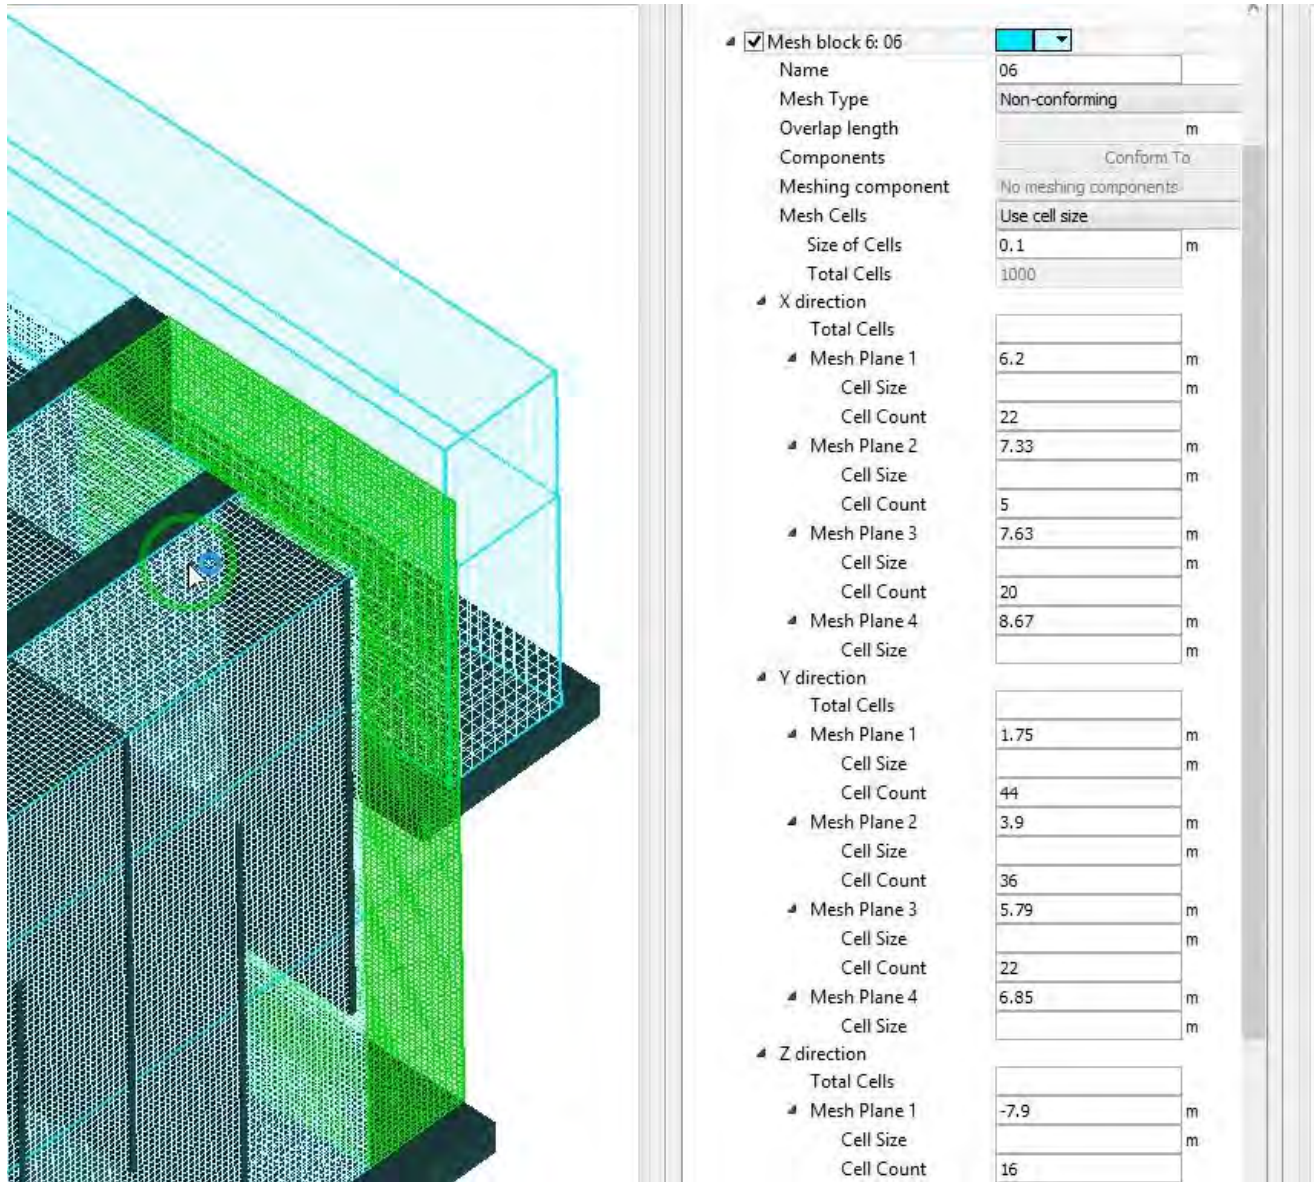 Mesh block 6: 06
Name 06
Mesh Type Non-conforming
Overlap length m
Components Conform To
Meshing component No meshing components
Mesh Cells Use cell size
Size of Cells 0.1 m
Total Cells 1000
X direction
Total Cells
Mesh Plane 1 6.2 m
Cell Size m
Cell Count 22
Mesh Plane 2 7.33 m
Cell Size m
Cell Count 5
Mesh Plane 3 7.63 m
Cell Size m
Cell Count 20
Mesh Plane 4 8.67 m
Cell Size m
Y direction
Total Cells
Mesh Plane 1 1.75 m
Cell Size m
Cell Count 44
Mesh Plane 2 3.9 m
Cell Size m
Cell Count 36
Mesh Plane 3 5.79 m
Cell Size m
Cell Count 22
Mesh Plane 4 6.85 m
Cell Size m
Z direction
Total Cells
Mesh Plane 1 -7.9 m
Cell Size m
Cell Count 16